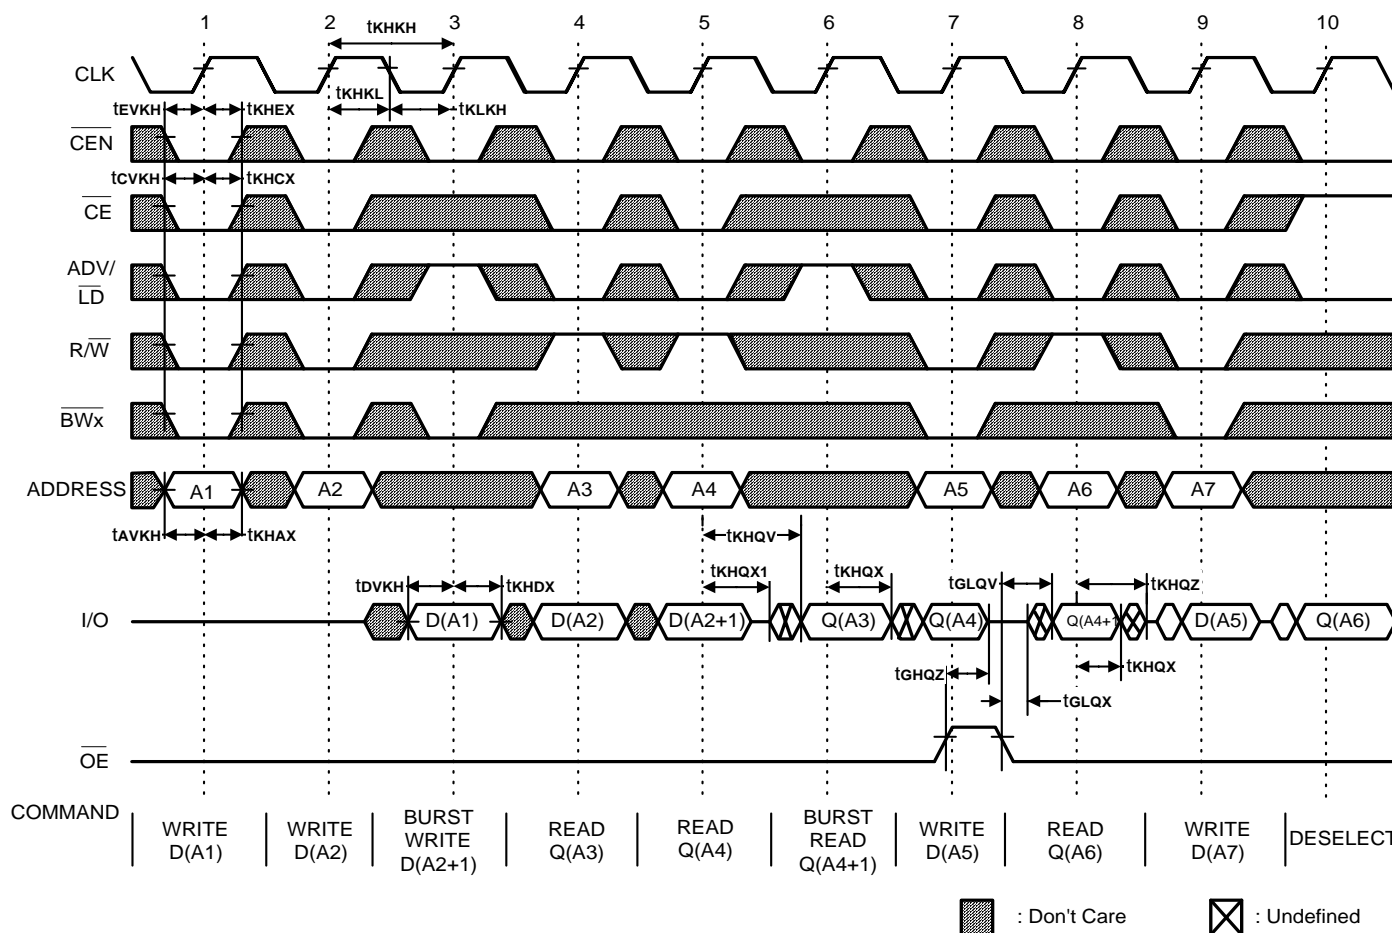 1 2 3 4 5 6 7 8 9 10
tKHKH
CLK
tKHKL
tEVKH tKHEX tKLKH
CEN
tCVKH tKHCX
CE
ADV/
LD
R/W
BWx
ADDRESS A1 A2 A3 A4 A5 A6 A7
tAVKH tKHAX tKHQV
tDVKH tKHDX tKHQX1 tKHQX tGLQV tKHQZ
I/O D(A1) D(A2) D(A2+1) Q(A3) Q(A4) Q(A4+1 D(A5) Q(A6)
tGHQZ tKHQX
tGLQX
OE
COMMAND
WRITE
D(A1)
WRITE
D(A2)
BURST
WRITE
D(A2+1)
READ
Q(A3)
READ
Q(A4)
BURST
READ
Q(A4+1)
WRITE
D(A5)
READ
Q(A6)
WRITE
D(A7)
DESELECT
: Don't Care : Undefined